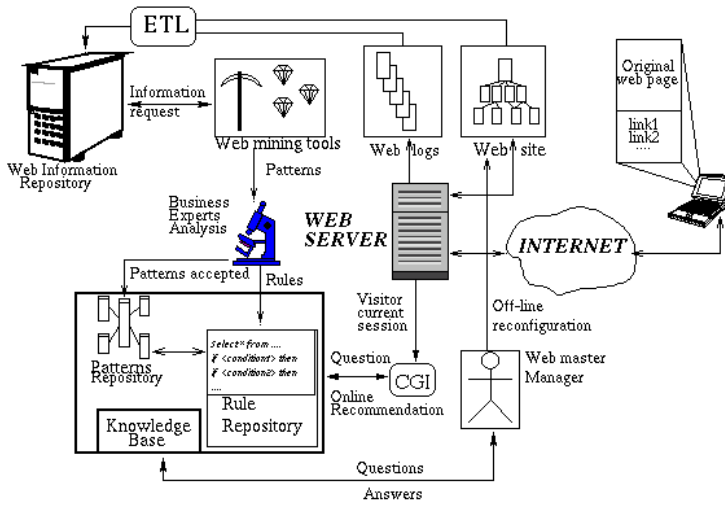 ETL
Original
web page
link1
link2
....
Information
request
Web mining tools
Web logs
Web site
Web Information
Repository
Patterns
Business
Experts
Analysis
WEB
SERVER
INTERNET
Patterns accepted
Rules
Visitor
current
session
Off-line
reconfiguration
Patterns
Repository
Select * from ....
if <condition1> then
if <condition2> then
....
Question
CGI
Online
Recommendation
Web master
Manager
Rule
Repository
Knowledge
Base
Questions
Answers